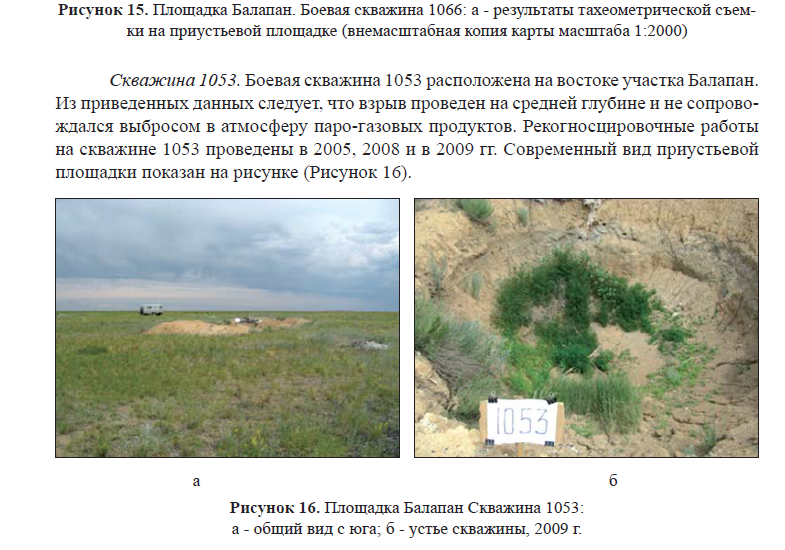 Рисунок 15. Площадка Балапан. Боевая скважина 1066: а - результаты тахеометрической съем-
ки на приустьевой площадке (внемасштабная копия карты масштаба 1:2000)
Скважина 1053. Боевая скважина 1053 расположена на востоке участка Балапан.
Из приведенных данных следует, что взрыв проведен на средней глубине и не сопрово-
ждался выбросом в атмосферу паро-газовых продуктов. Рекогносцировочные работы
на скважине 1053 проведены в 2005, 2008 и в 2009 гг. Современный вид приустьевой
площадки показан на рисунке (Рисунок 16).
1053
а
б
Рисунок 16. Площадка Балапан Скважина 1053:
а - общий вид с юга; б - устье скважины, 2009 г.